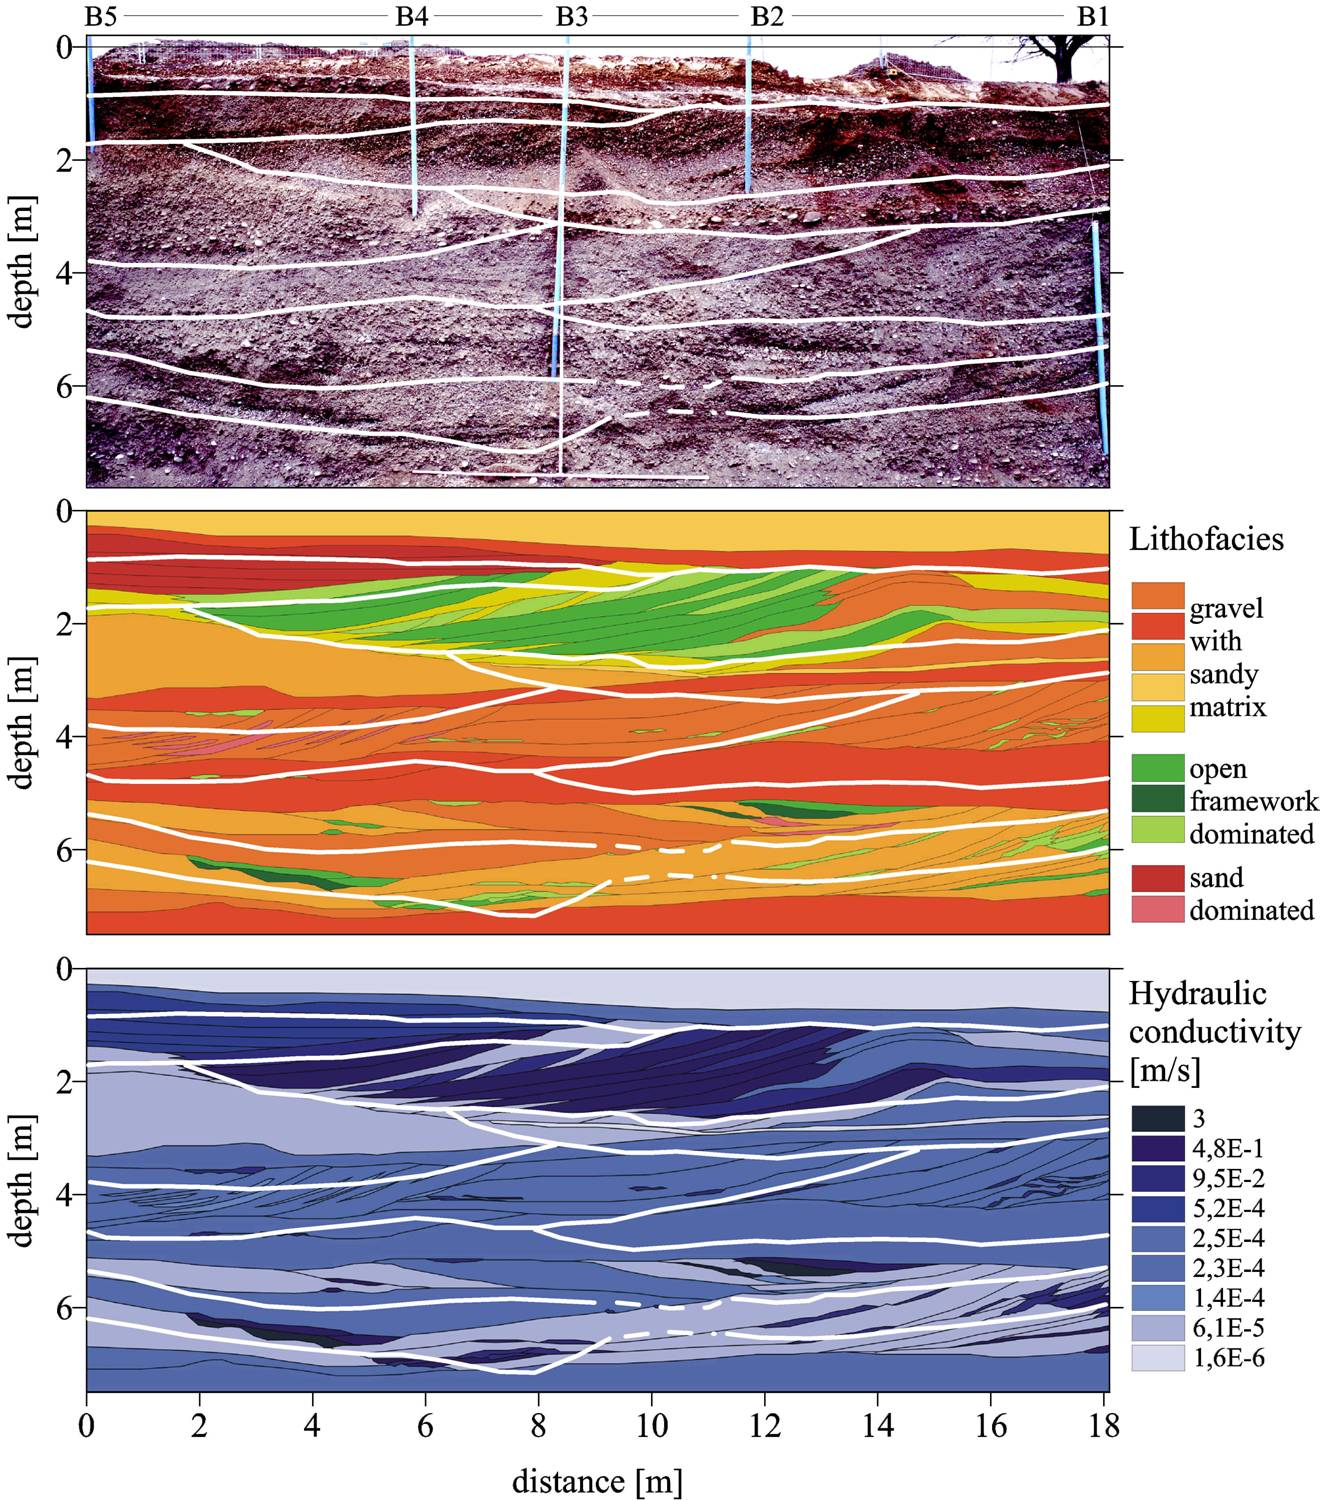 B5 B4 B3 B2 B1
0
2
4
6
depth [m]
0
2
4
6
depth [m]
Lithofacies
gravel
with
sandy
matrix
open
framework
dominated
sand
dominated
0
2
4
6
depth [m]
Hydraulic
conductivity
[m/s]
3
4,8E-1
9,5E-2
5,2E-4
2,5E-4
2,3E-4
1,4E-4
6,1E-5
1,6E-6
0 2 4 6 8 10 12 14 16 18
distance [m]